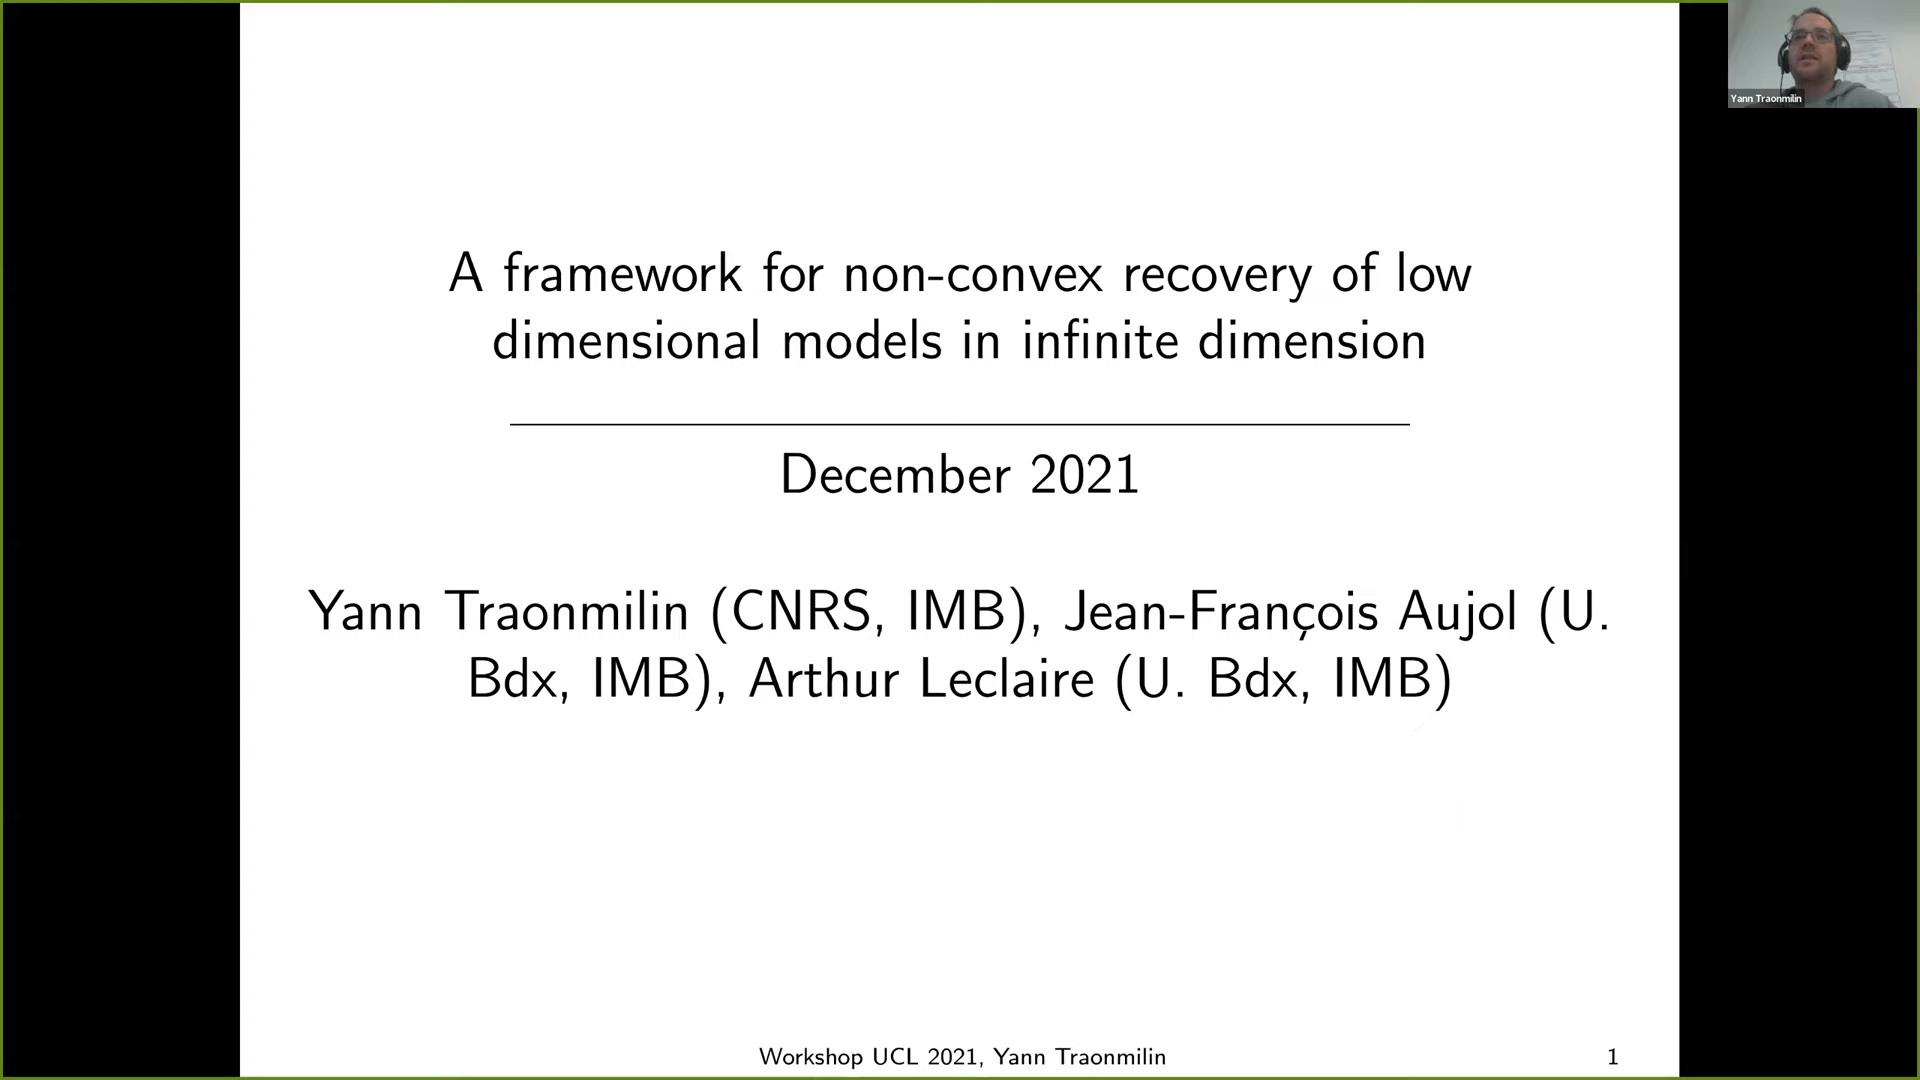 A framework for non-convex recovery of low
dimensional models in infinite dimension
December 2021
Yann Traonmilin (CNRS, IMB), Jean-François Aujol (U.
Bdx, IMB), Arthur Leclaire (U. Bdx, IMB)
Workshop UCL 2021, Yann Traonmilin
1
Yann Traonmilin